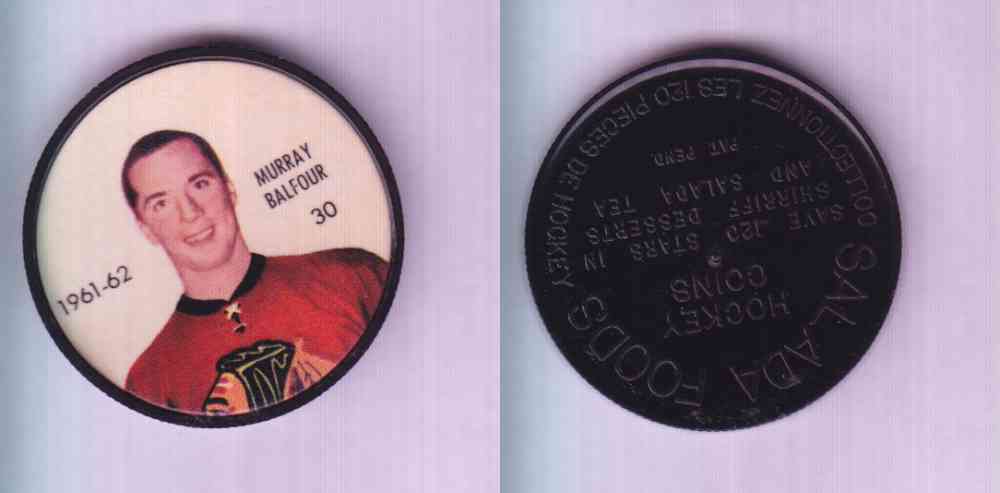 MURRAY
BALFOUR
30
1961-62
SALADA FOODS
HOCKEY
COINS
SAVE 120 STARS IN
SHIRRIFF DESSERTS
AND SALADA TEA
PAT. PEND.
COLLECTIONNEZ LES 120 PIECES DE HOCKEY